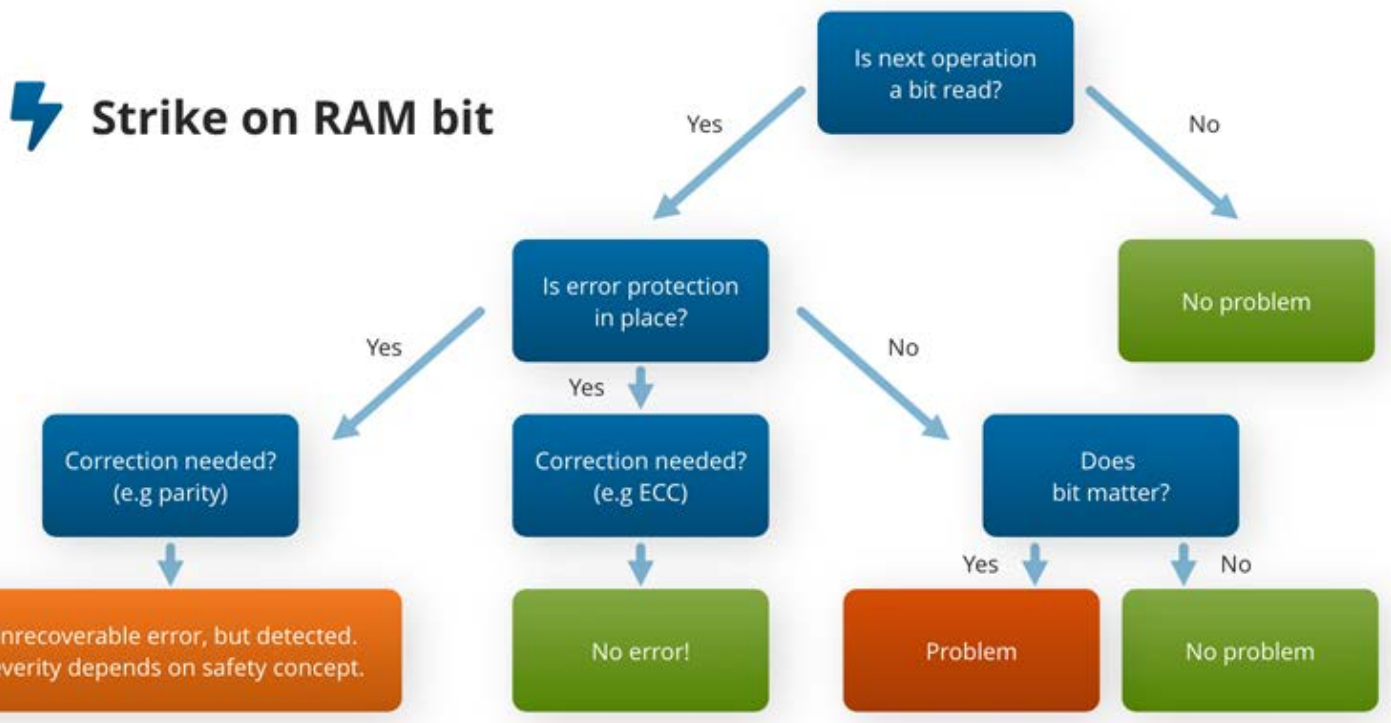 Strike on RAM bit
Is next operation
a bit read?
Yes
No
Is error protection
in place?
No problem
Yes
Yes
No
Correction needed?
(e.g parity)
Correction needed?
(e.g ECC)
Does
bit matter?
Yes
No
nrecoverable error, but detected.
everity depends on safety concept.
No error!
Problem
No problem